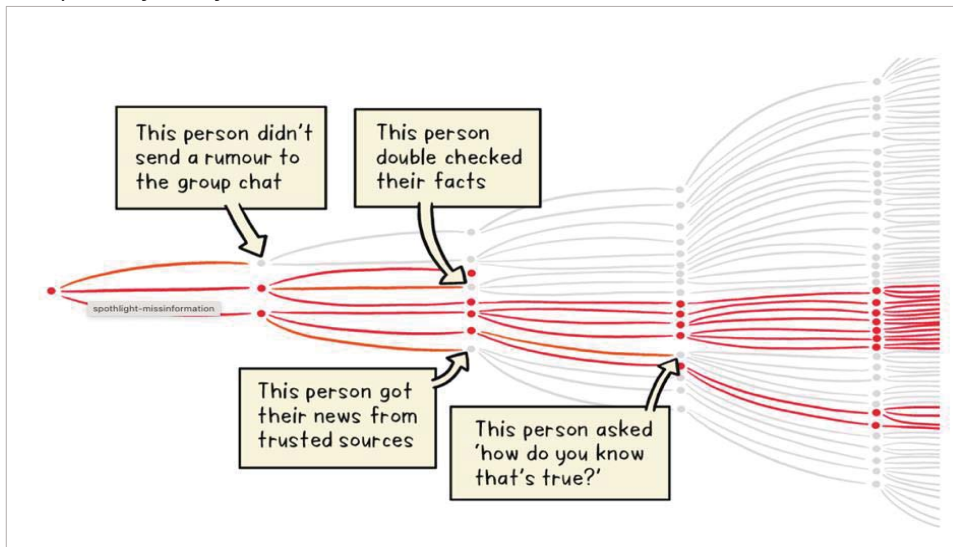 This person didn't
send a rumour to
the group chat
This person
double checked
their facts
spotlight-missinformation
This person got
their news from
trusted sources
This person asked
'how do you know
that's true?'